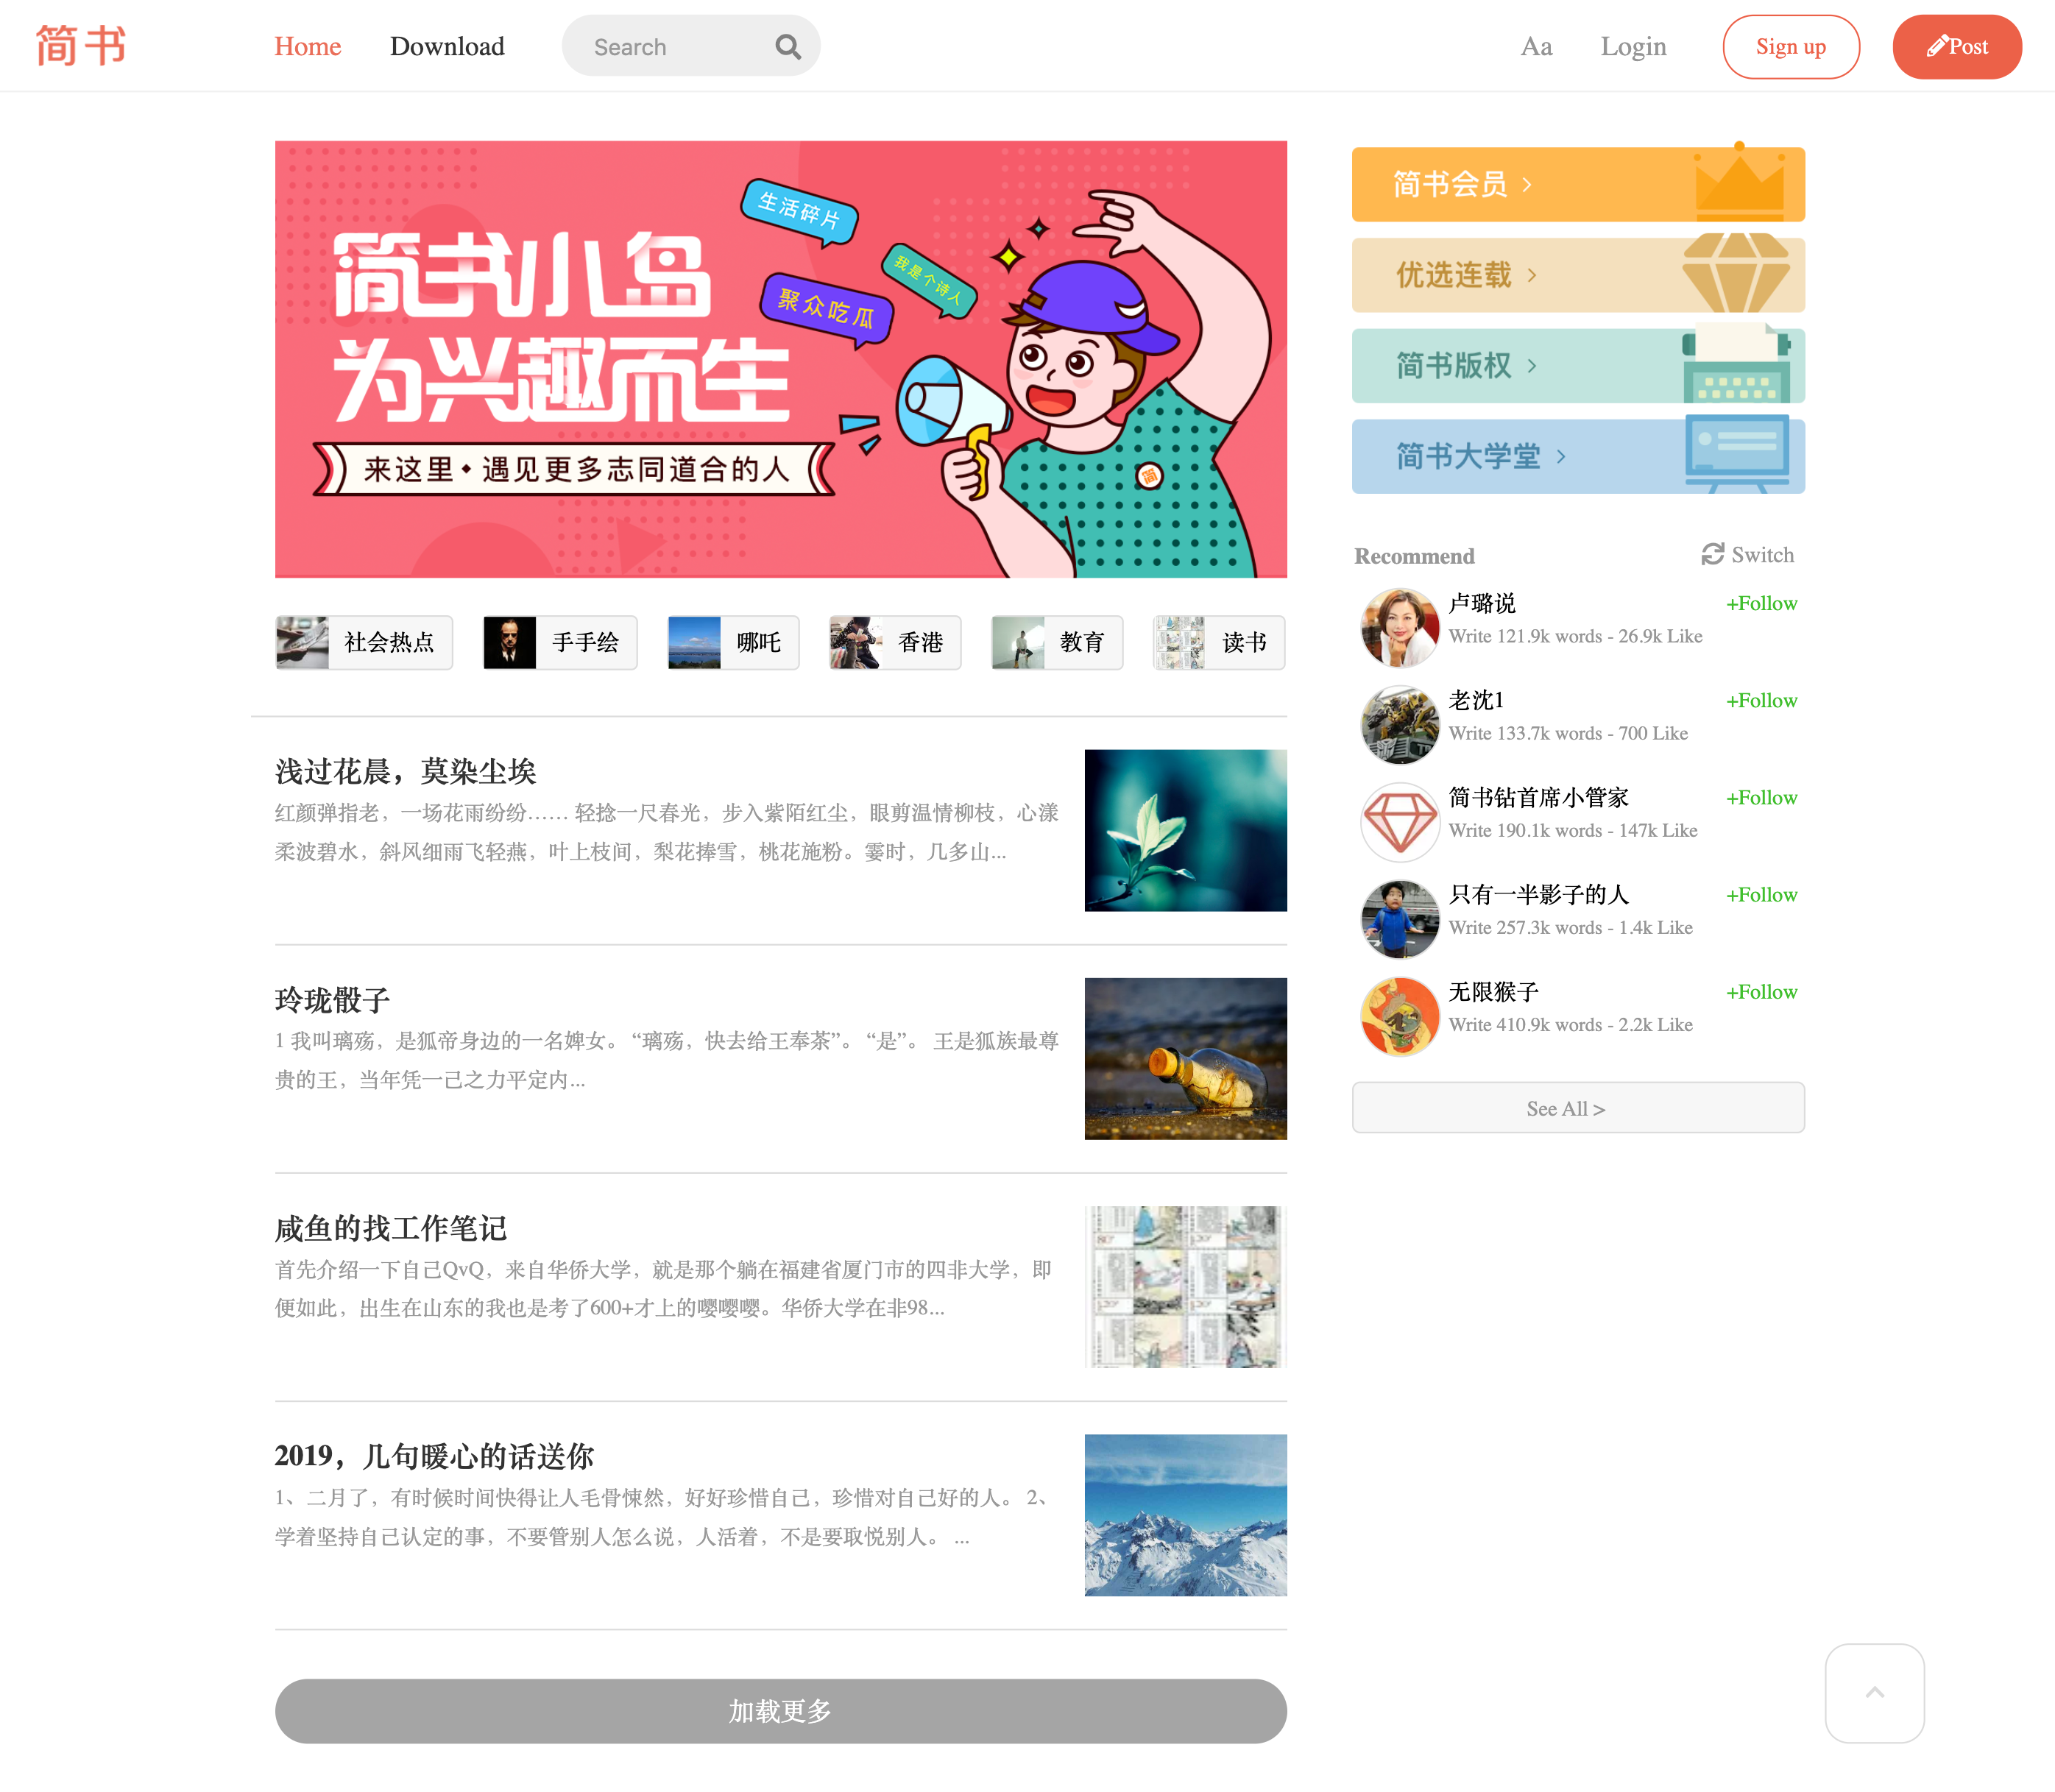 简书
Home
Download
Search
Aa
Login
Sign up
Post
简书小岛
为兴趣而生
来这里·遇见更多志同道合的人
生活碎片
我是个诗人
聚众吃瓜
简
社会热点
手手绘
哪吒
香港
教育
读书
浅过花晨，莫染尘埃
红颜弹指老，一场花雨纷纷…… 轻捻一尺春光，步入紫陌红尘，眼剪温情柳枝，心漾
柔波碧水，斜风细雨飞轻燕，叶上枝间，梨花捧雪，桃花施粉。霎时，几多山...
玲珑骰子
1 我叫璃殇，是狐帝身边的一名婢女。 “璃殇，快去给王奉茶”。 “是”。 王是狐族最尊
贵的王，当年凭一己之力平定内...
咸鱼的找工作笔记
首先介绍一下自己QvQ，来自华侨大学，就是那个躺在福建省厦门市的四非大学，即
便如此，出生在山东的我也是考了600+才上的嘤嘤嘤。华侨大学在非98...
2019，几句暖心的话送你
1、二月了，有时候时间快得让人毛骨悚然，好好珍惜自己，珍惜对自己好的人。 2、
学着坚持自己认定的事，不要管别人怎么说，人活着，不是要取悦别人。 ...
加载更多
简书会员 >
优选连载 >
简书版权 >
简书大学堂 >
Recommend
Switch
卢璐说
+Follow
Write 121.9k words - 26.9k Like
老沈1
+Follow
Write 133.7k words - 700 Like
简书钻首席小管家
+Follow
Write 190.1k words - 147k Like
只有一半影子的人
+Follow
Write 257.3k words - 1.4k Like
无限猴子
+Follow
Write 410.9k words - 2.2k Like
See All >